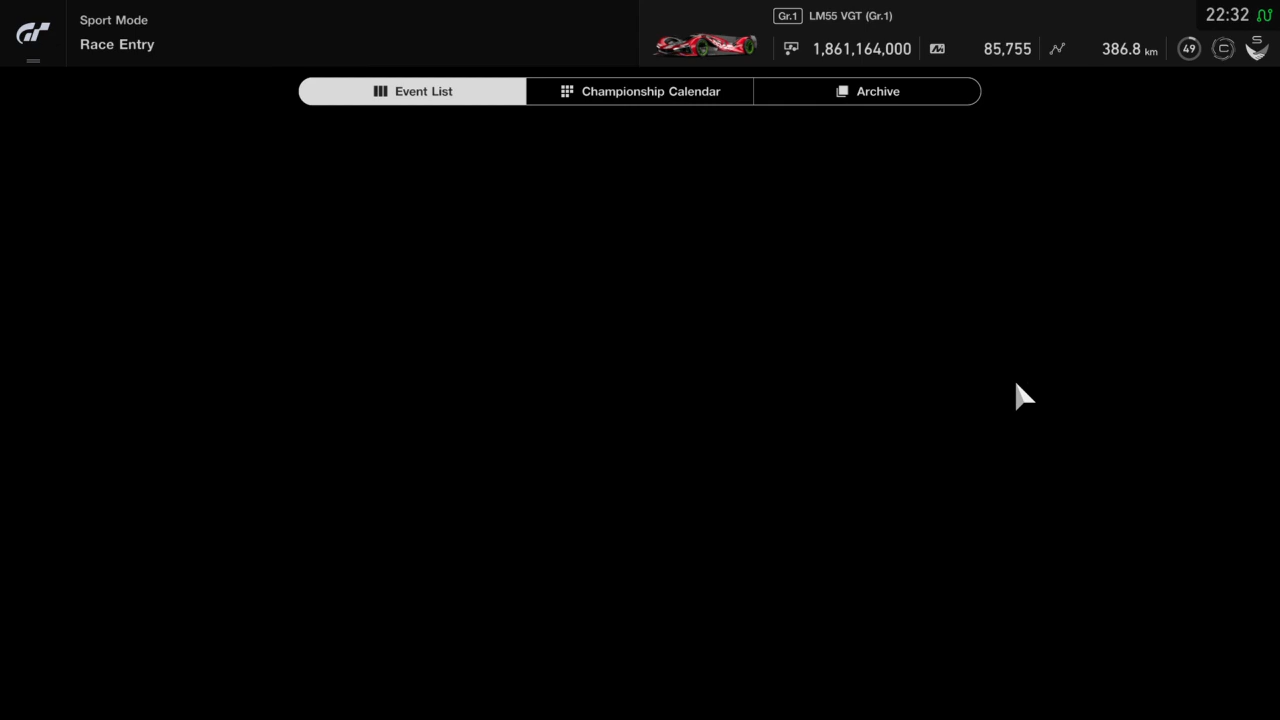 Sport Mode
Race Entry
Gr.1 LM55 VGT (Gr.1)
22:32
1,861,164,000 85,755 386.8 km 49 C S
Event List Championship Calendar Archive